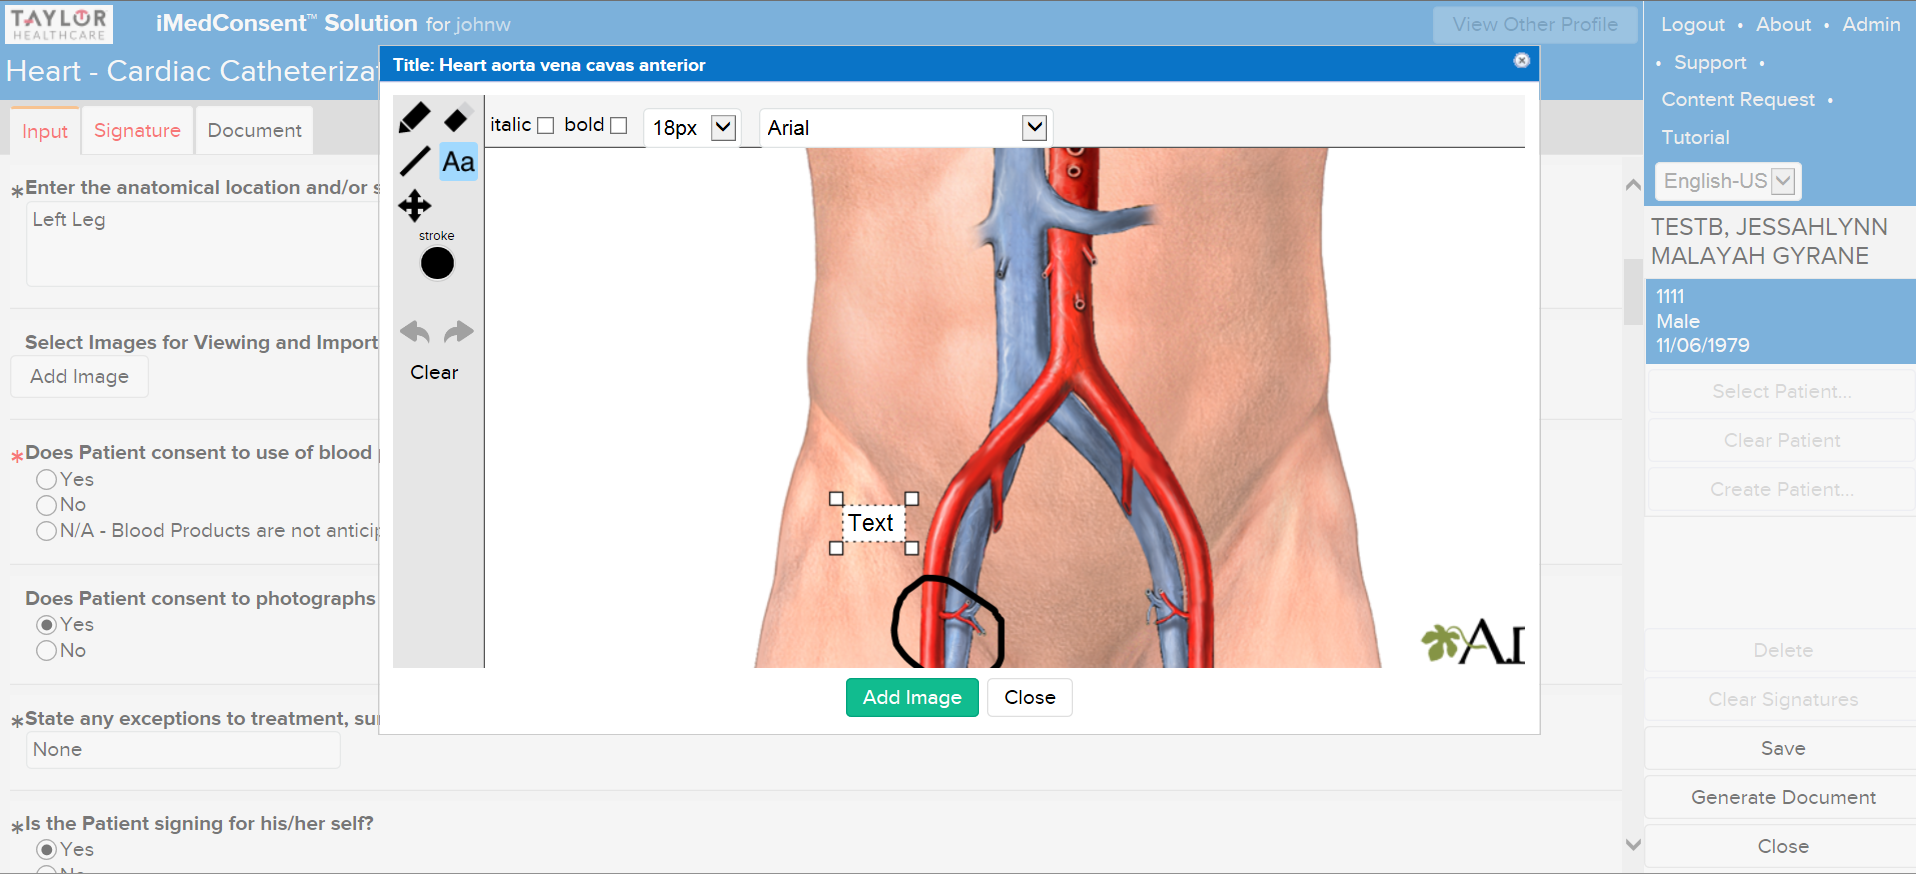 TAYLOR
HEALTHCARE
iMedConsent™ Solution for johnw
View Other Profile
Logout • About • Admin
• Support •
Content Request •
Tutorial
English-US
Heart - Cardiac
Title: Heart aorta vena cavas anterior
Input
Signature
Document
italic
bold
18px
Arial
Aa
stroke
Clear
Text
Add Image
Close
*Enter the anatomical location and/or
Left Leg
Select Images for Viewing and Import
Add Image
*Does Patient consent to use of blood
Yes
No
N/A - Blood Products are not
Does Patient consent to photographs
Yes
No
*State any exceptions to treatment,
None
*Is the Patient signing for his/her self?
Yes
No
TESTB, JESSAHLYNN
MALAYAH GYRANE
1111
Male
11/06/1979
Select Patient...
Clear Patient
Create Patient...
Delete
Clear Signatures
Save
Generate Document
Close